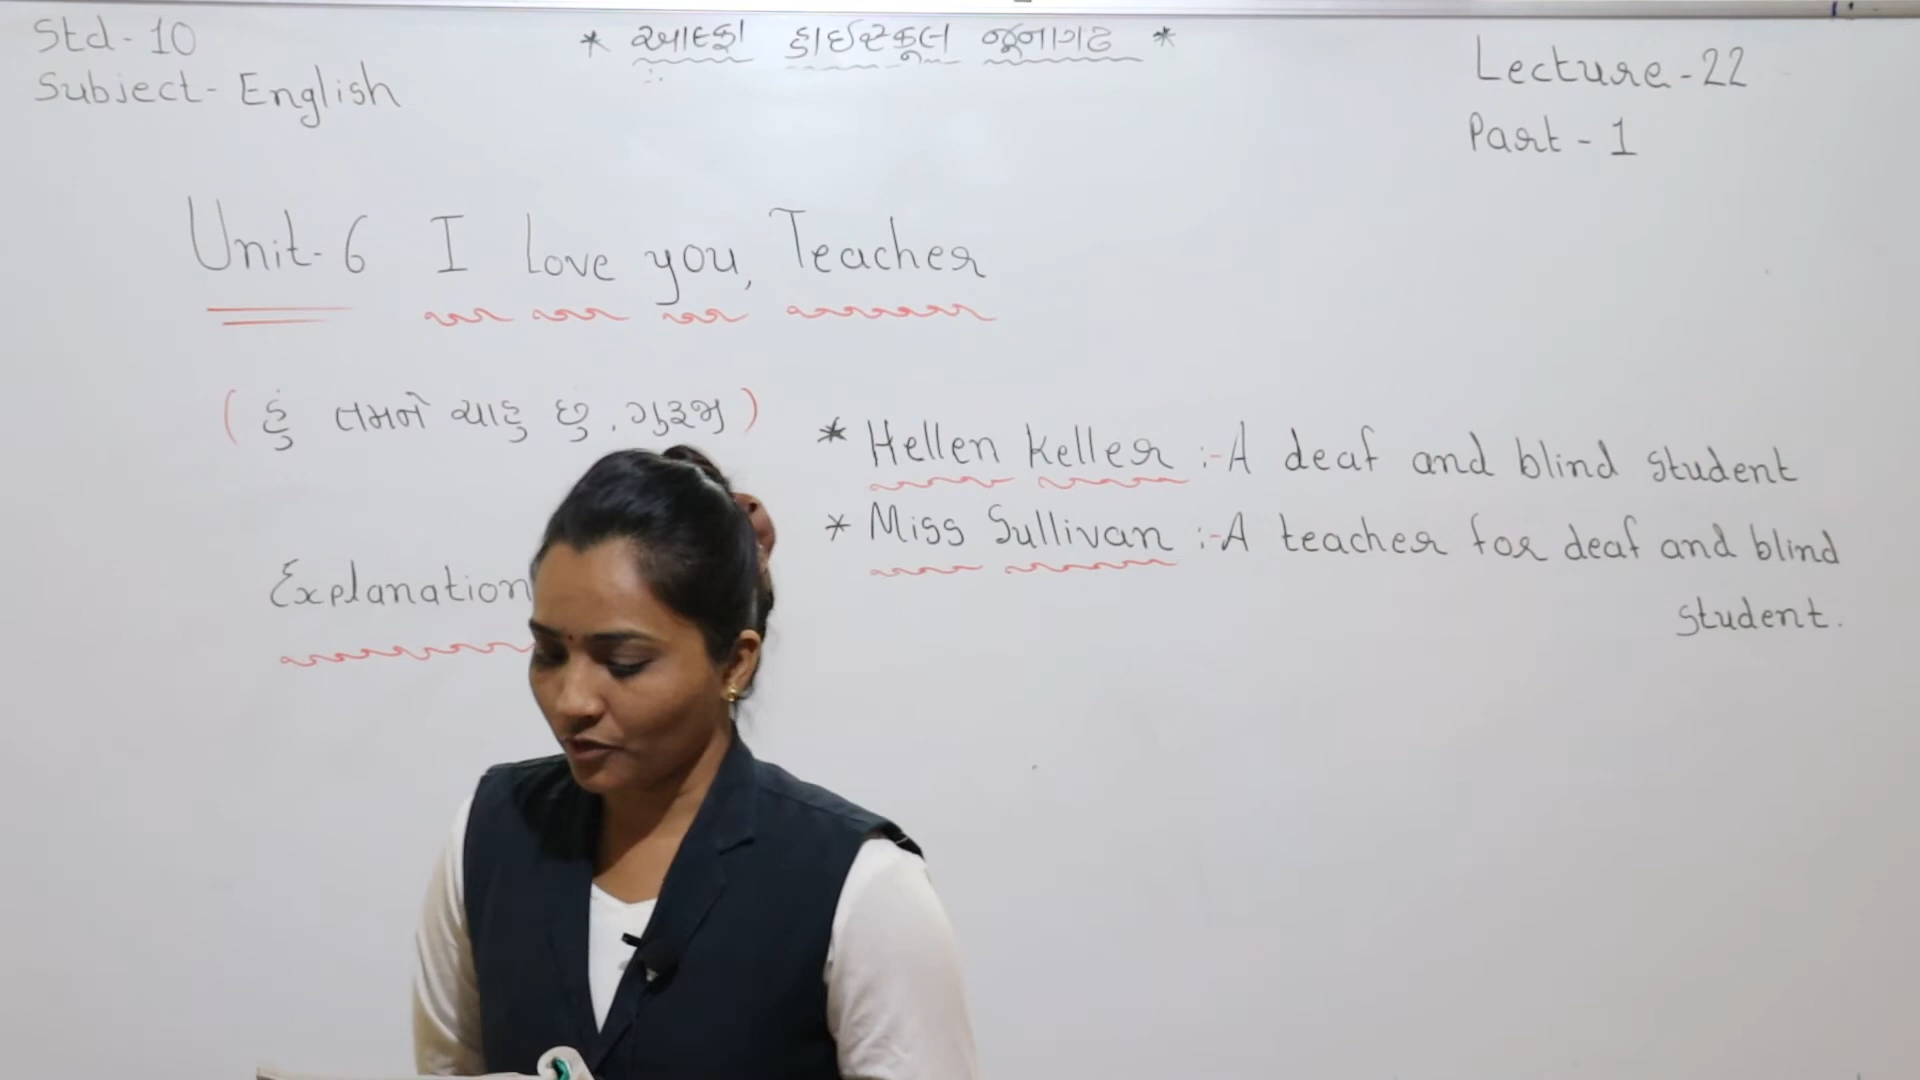 Std - 10
Subject - English
* આલ્ફા હાઈસ્કૂલ જૂનાગઢ *
Lecture - 22
Part - 1
Unit - 6 I Love you, Teacher
( હું તમને ચાહુ છુ, ગુરૂજી )
* Hellen Keller :- A deaf and blind student
* Miss Sullivan :- A teacher for deaf and blind
student.
Explanation